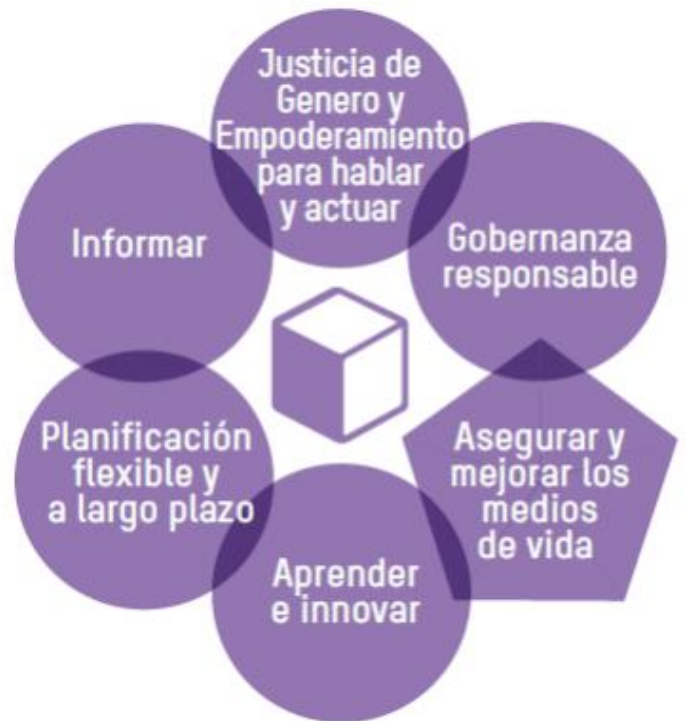 Justicia de
Genero y
Empoderamiento
para hablar
y actuar
Gobernanza
responsable
Asegurar y
mejorar los
medios
de vida
Aprender
e innovar
Planificación
flexible y
a largo plazo
Informar